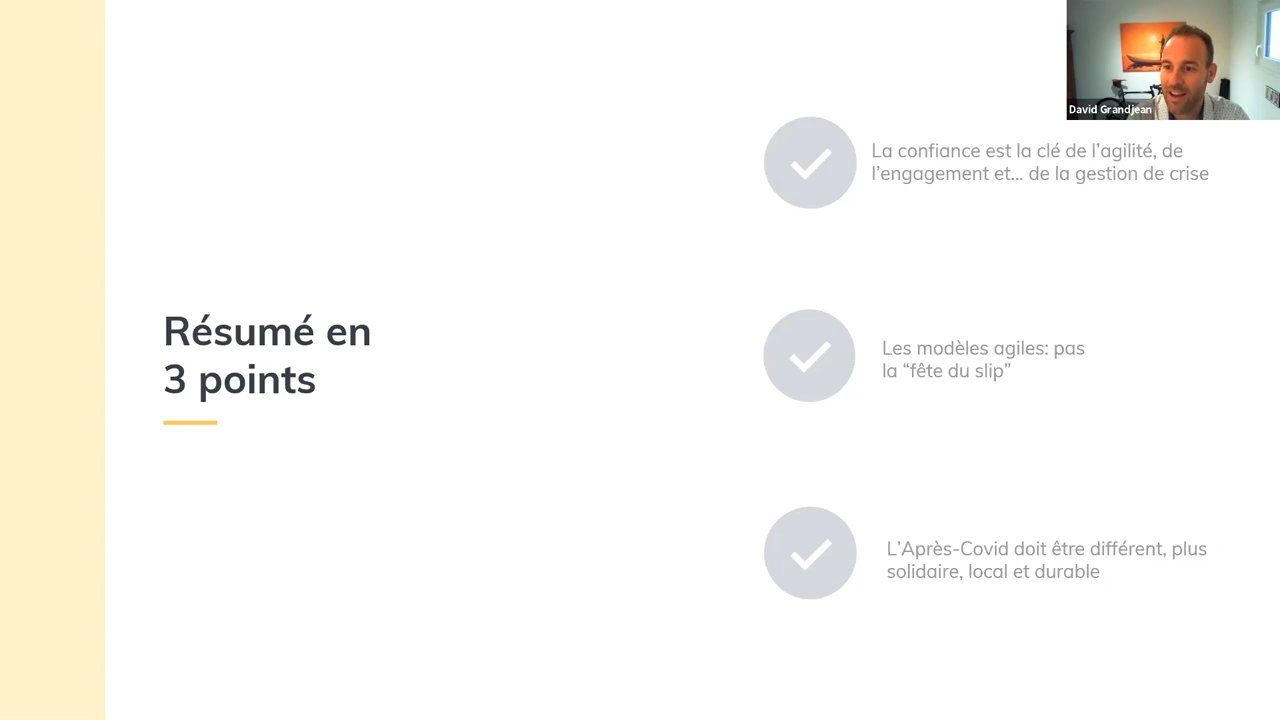 David Grandjean
La confiance est la clé de l’agilité, de
l’engagement et... de la gestion de crise
Résumé en
3 points
Les modèles agiles: pas
la “fête du slip”
L’Après-Covid doit être différent, plus
solidaire, local et durable